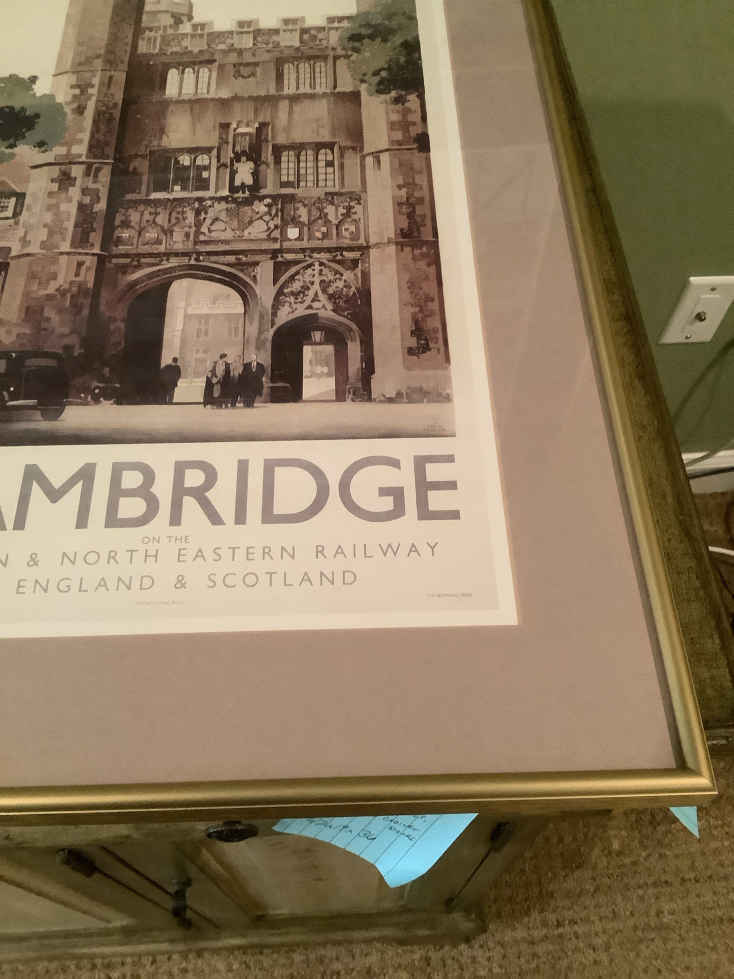 AMBRIDGE
ON THE
N & NORTH EASTERN RAILWAY
ENGLAND & SCOTLAND